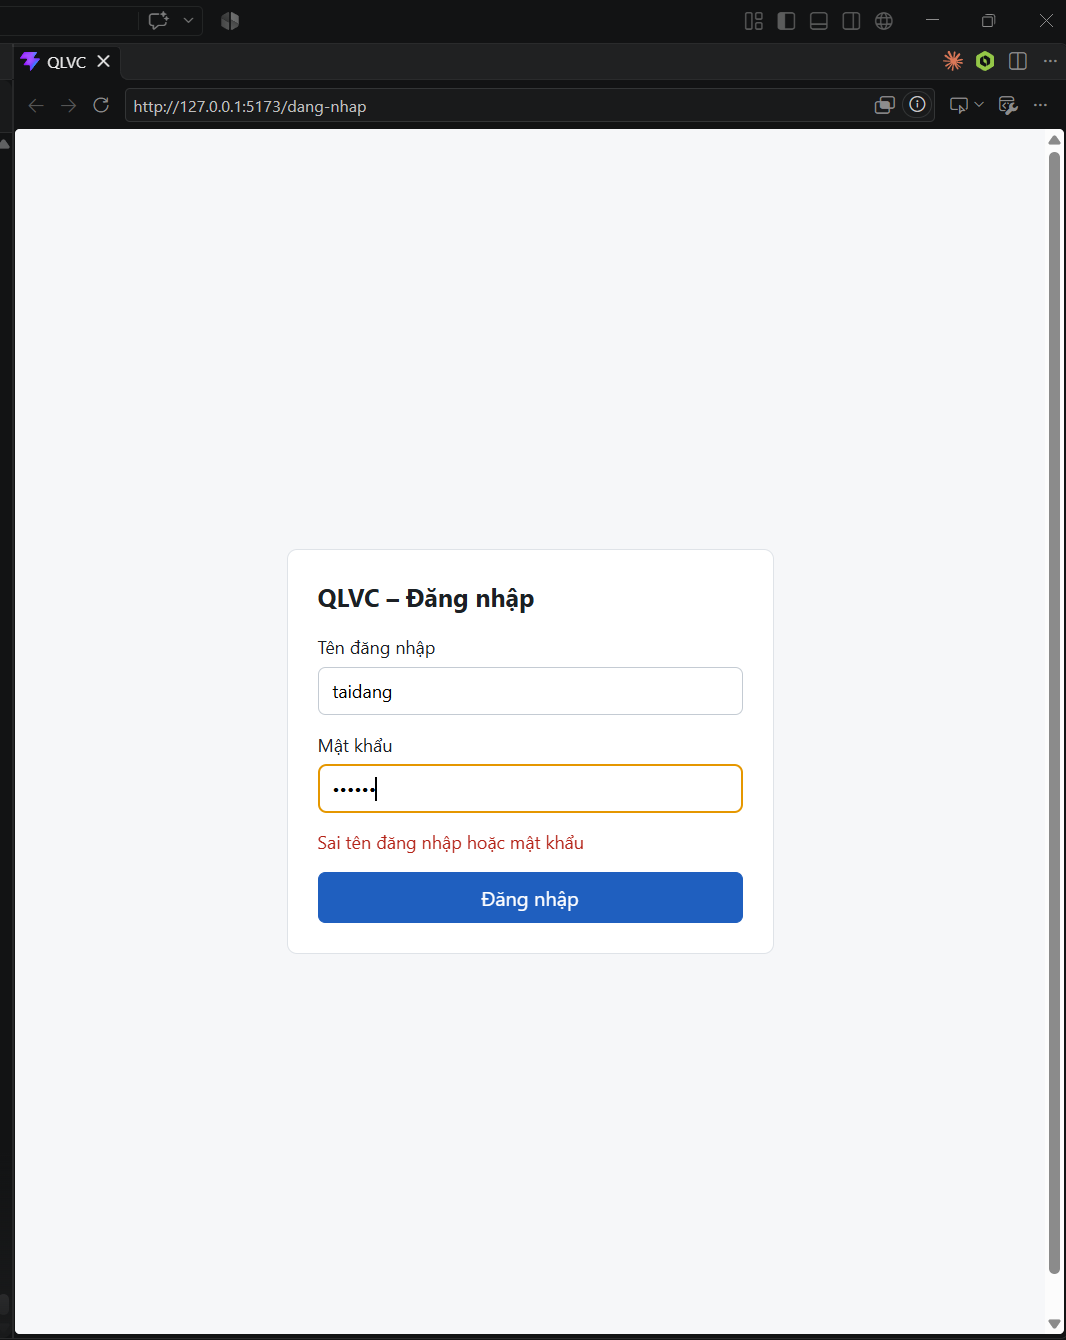 QLVC
http://127.0.0.1:5173/dang-nhap
QLVC – Đăng nhập
Tên đăng nhập
taidang
Mật khẩu
••••••
Sai tên đăng nhập hoặc mật khẩu
Đăng nhập